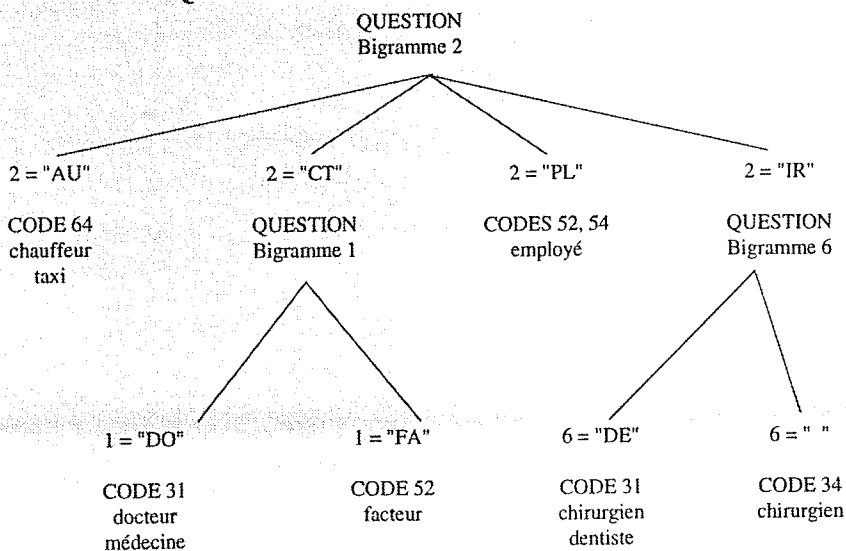 QUESTION
Bigramme 2
2 = "AU"
2 = "CT"
2 = "PL"
2 = "IR"
CODE 64
chauffeur
taxi
QUESTION
Bigramme 1
CODES 52, 54
employé
QUESTION
Bigramme 6
1 = "DO"
1 = "FA"
6 = "DE"
6 = " "
CODE 31
docteur
médecine
CODE 52
facteur
CODE 31
chirurgien
dentiste
CODE 34
chirurgien